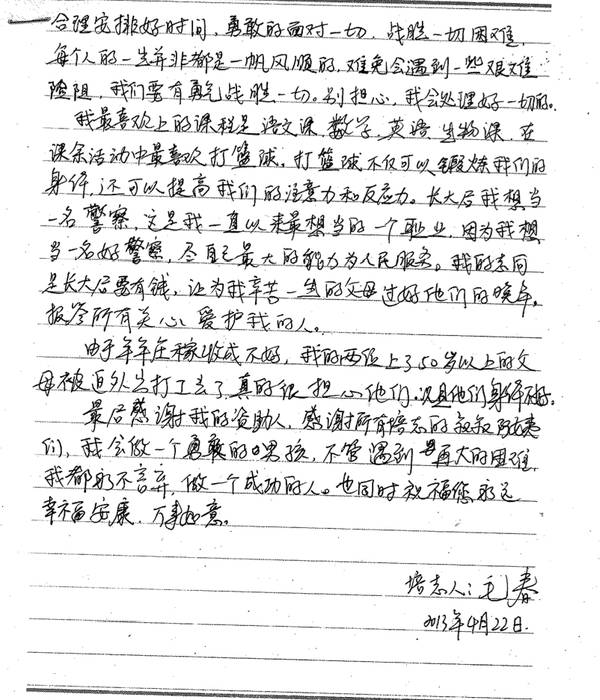 合理安排好时间，勇敢的面对一切，战胜一切困难，
每个人的一生并非都是一帆风顺的，难免会遇到一些艰难
险阻，我们要有勇气战胜一切。别担心，我会处理好一切的。
我最喜欢上的课程是语文课，数学，英语，生物课，在
课余活动中最喜欢打篮球，打篮球不仅可以锻炼我们的
身体，还可以提高我们的注意力和反应力。长大后我想当
一名警察，这是我一直以来最想当的一个职业，因为我想
当一名好警察，尽自己最大的能力为人民服务。我的志向
是长大后要有钱，让为我辛苦一生的父母过好他们的晚年。
报答所有关心爱护我的人。
由于年年庄稼收成不好，我的两位上了50岁以上的父
母被迫外出打工去了，真的很担心他们，况且他们身体不好。
最后感谢我的资助人，感谢所有培志的叔叔阿姨
们，我会做一个勇敢的男孩，不管遇到再大的困难，
我都永不言弃，做一个成功的人。也同时祝福您永远
幸福安康，万事如意。
培志人：毛春
2013年4月22日.